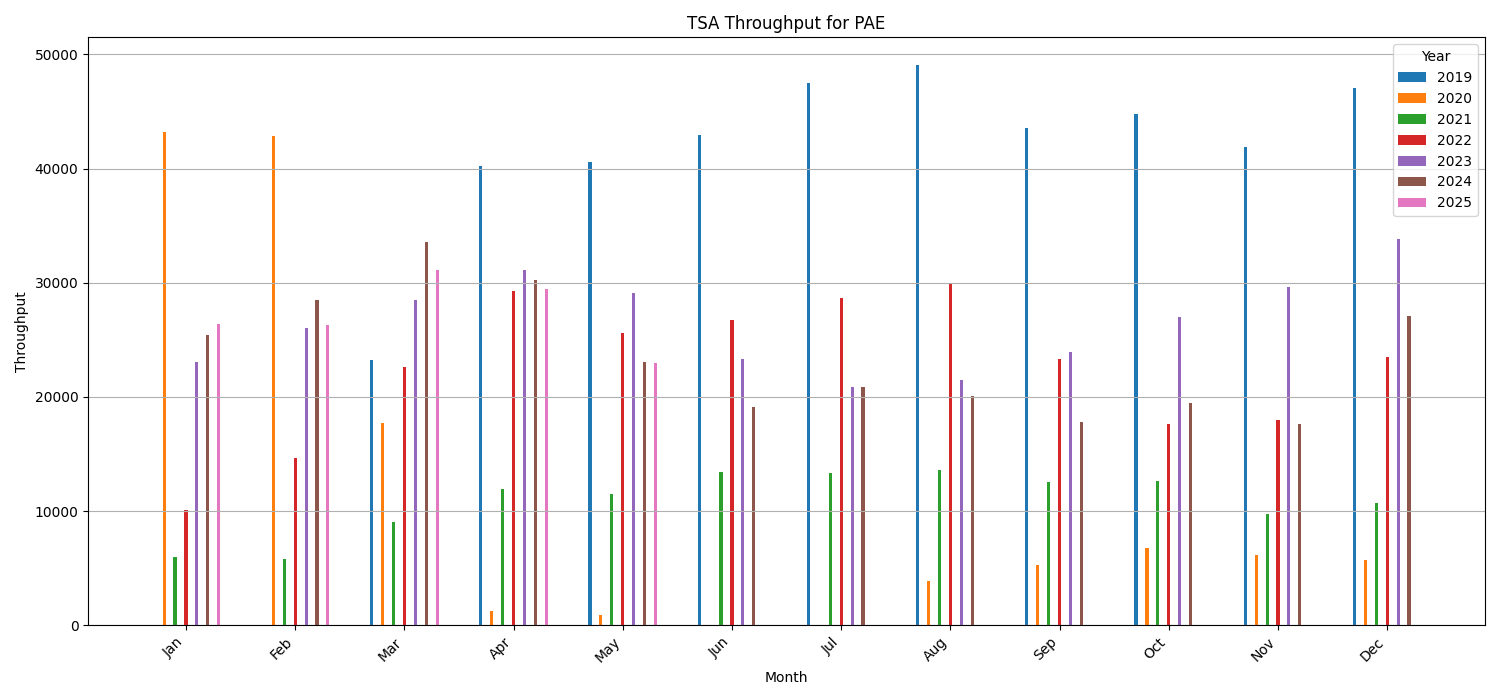 TSA Throughput for PAE
Year
2019
2020
2021
2022
2023
2024
2025
Throughput
50000
40000
30000
20000
10000
0
Jan
Feb
Mar
Apr
May
Jun
Jul
Aug
Sep
Oct
Nov
Dec
Month